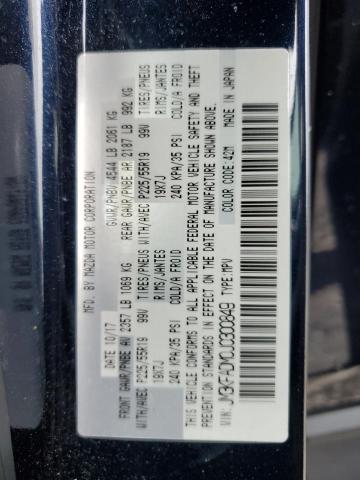 MFD. BY MAZDA MOTOR CORPORATION
DATE 10/17 GVWR/PNBV 4544 LB 2061 KG
FRONT GAWR/PNBE AV 2357 LB 1069 KG REAR GAWR/PNBE AR 2187 LB 992 KG
WITH/AVEC P225/55R19 99V TIRES/PNEUS WITH/AVEC P225/55R19 99V TIRES/PNEUS
19X7J RIMS/JANTES 19X7J RIMS/JANTES
240 KPA/35 PSI COLD/A FROID 240 KPA/35 PSI COLD/A FROID
THIS VEHICLE CONFORMS TO ALL APPLICABLE FEDERAL MOTOR VEHICLE SAFETY AND THEFT
PREVENTION STANDARDS IN EFFECT ON THE DATE OF MANUFACTURE SHOWN ABOVE.
VIN: JM3KFADM0J0300849 TYPE:MPV COLOR CODE:42M MADE IN JAPAN